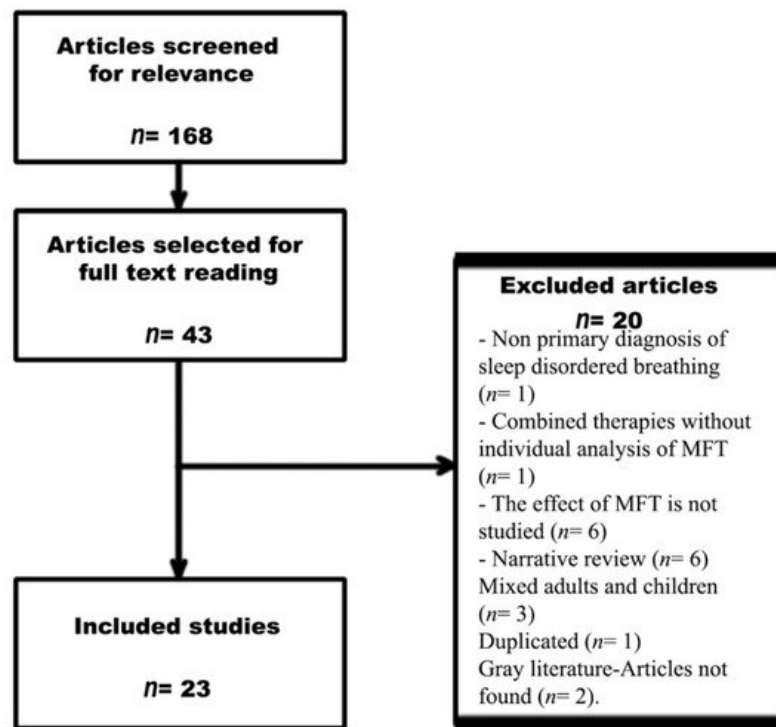 Articles screened
for relevance
n= 168
Articles selected for
full text reading
n= 43
Excluded articles
n= 20
- Non primary diagnosis of
sleep disordered breathing
(n= 1)
- Combined therapies without
individual analysis of MFT
(n= 1)
- The effect of MFT is not
studied (n= 6)
- Narrative review (n= 6)
Mixed adults and children
(n= 3)
Duplicated (n= 1)
Gray literature-Articles not
found (n= 2).
Included studies
n= 23